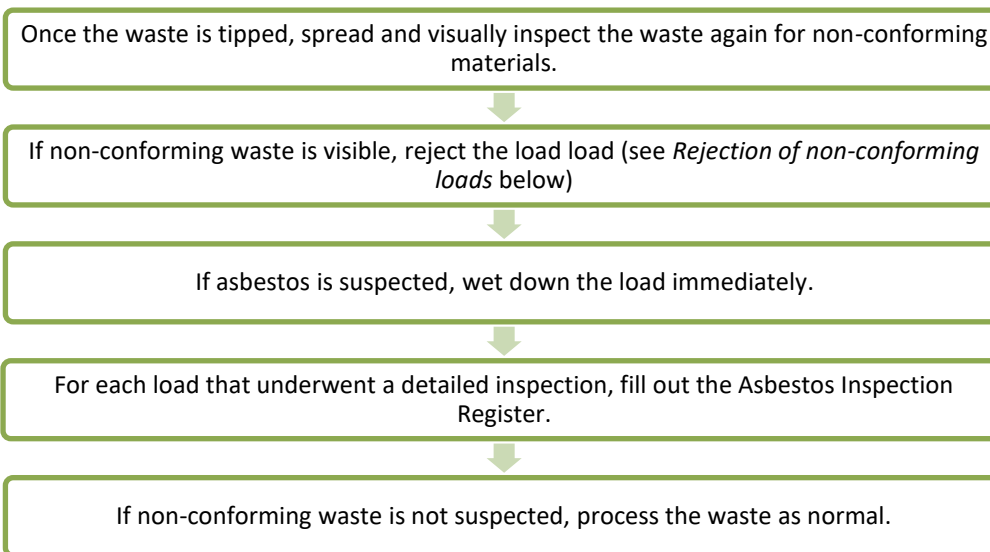 Once the waste is tipped, spread and visually inspect the waste again for non-conforming
materials.
If non-conforming waste is visible, reject the load load (see Rejection of non-conforming
loads below)
If asbestos is suspected, wet down the load immediately.
For each load that underwent a detailed inspection, fill out the Asbestos Inspection
Register.
If non-conforming waste is not suspected, process the waste as normal.